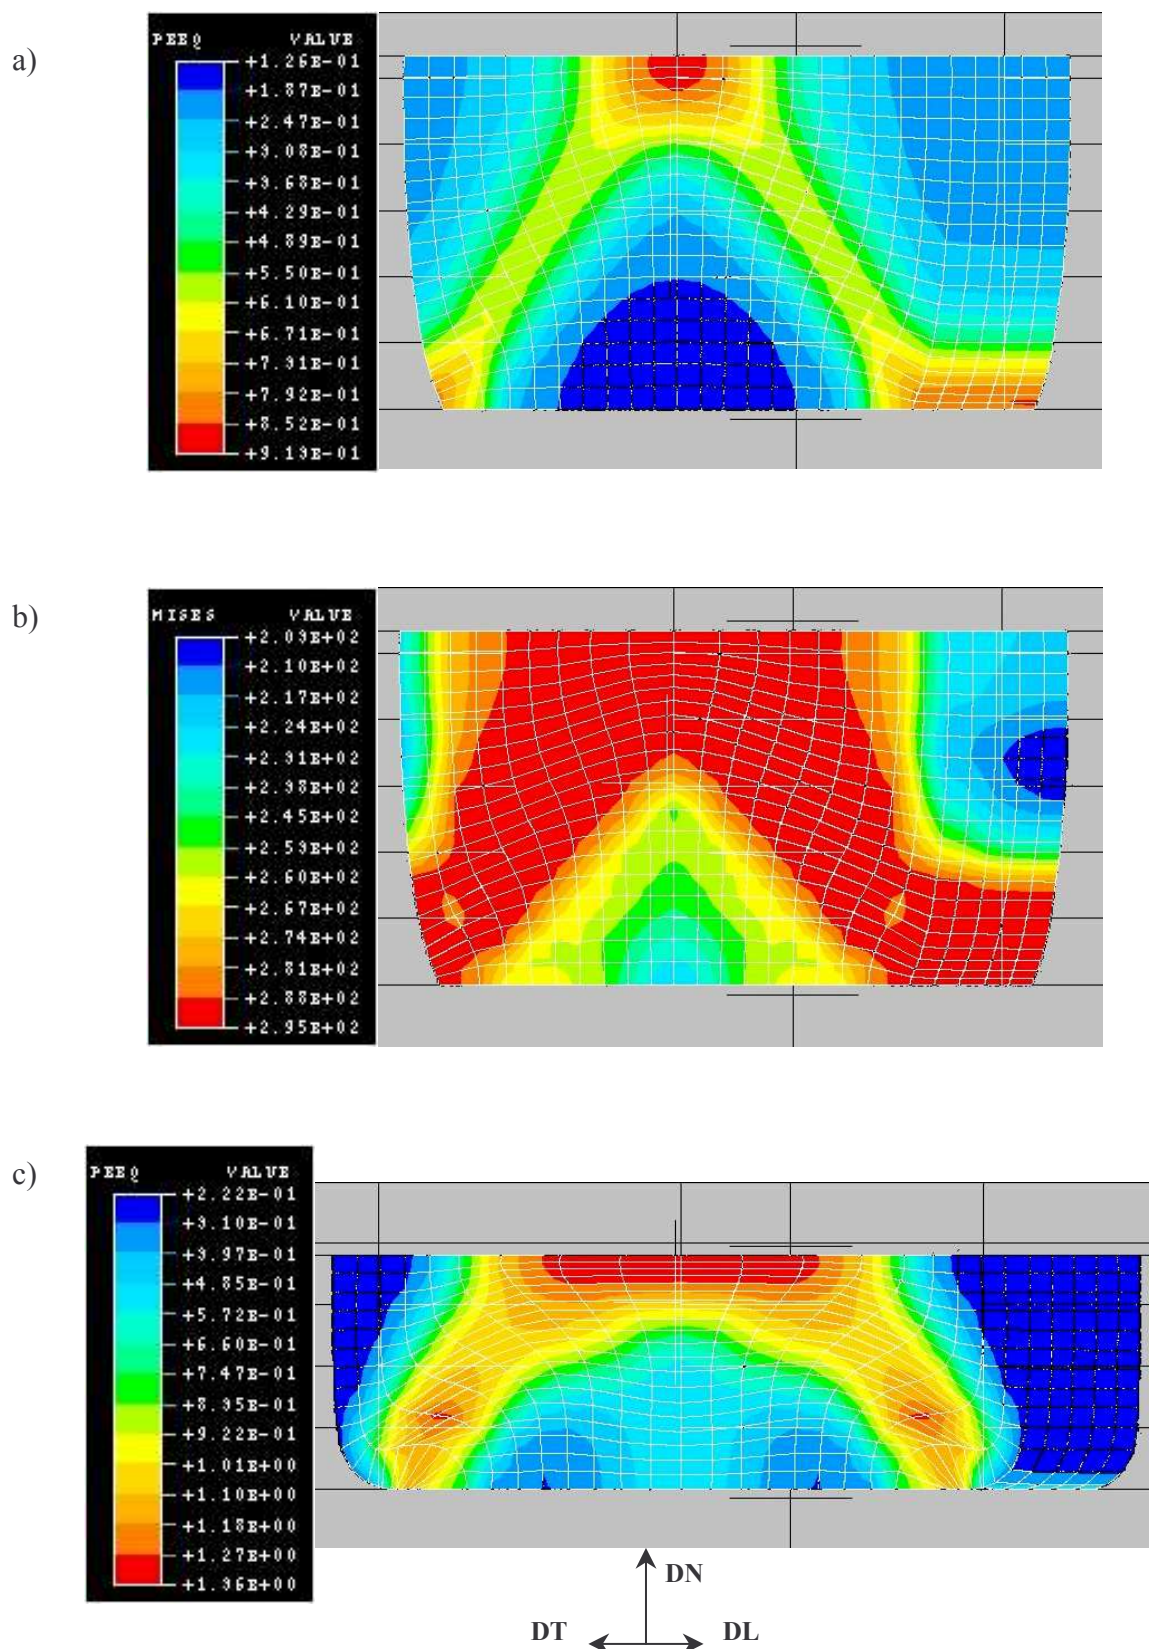 a)
PEEQ VALUE
+1.26E-01
+1.87E-01
+2.47E-01
+3.08E-01
+3.68E-01
+4.29E-01
+4.89E-01
+5.50E-01
+6.10E-01
+6.71E-01
+7.31E-01
+7.92E-01
+8.52E-01
+9.13E-01
b)
MISES VALUE
+2.03E+02
+2.10E+02
+2.17E+02
+2.24E+02
+2.31E+02
+2.38E+02
+2.45E+02
+2.53E+02
+2.60E+02
+2.67E+02
+2.74E+02
+2.81E+02
+2.88E+02
+2.95E+02
c)
PEEQ VALUE
+2.22E-01
+3.10E-01
+3.97E-01
+4.85E-01
+5.72E-01
+6.60E-01
+7.47E-01
+8.35E-01
+9.22E-01
+1.01E+00
+1.10E+00
+1.18E+00
+1.27E+00
+1.36E+00
DN
DT DL